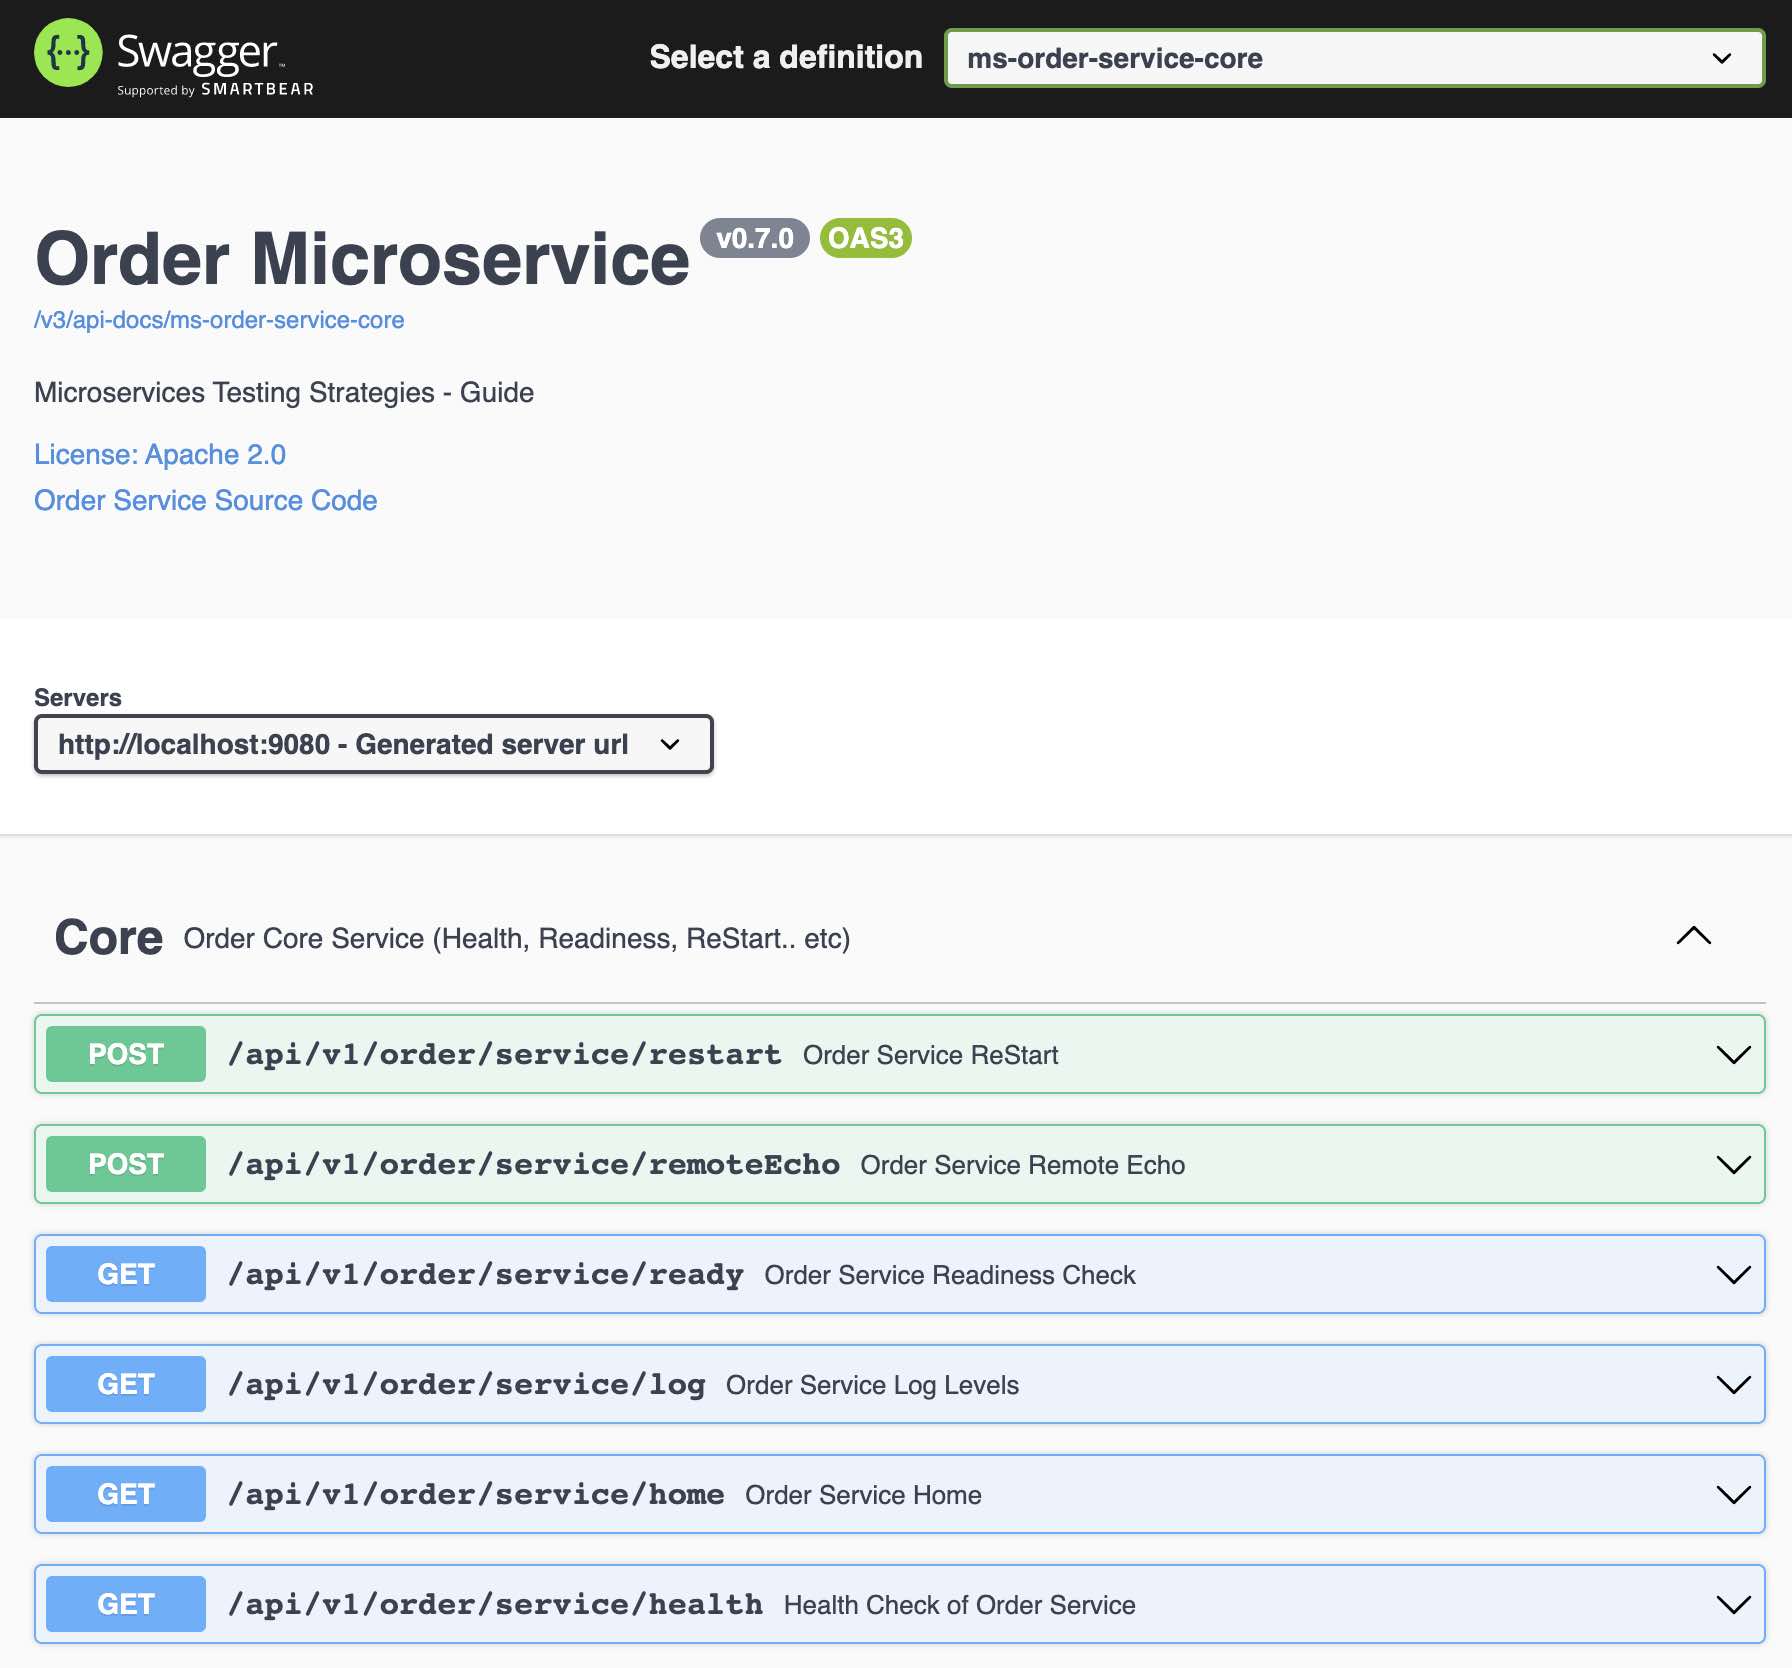 {...} Swagger™
Supported by SMARTBEAR
Select a definition
ms-order-service-core
Order Microservice v0.7.0 OAS3
/v3/api-docs/ms-order-service-core
Microservices Testing Strategies - Guide
License: Apache 2.0
Order Service Source Code
Servers
http://localhost:9080 - Generated server url
Core Order Core Service (Health, Readiness, ReStart.. etc)
POST /api/v1/order/service/restart Order Service ReStart
POST /api/v1/order/service/remoteEcho Order Service Remote Echo
GET /api/v1/order/service/ready Order Service Readiness Check
GET /api/v1/order/service/log Order Service Log Levels
GET /api/v1/order/service/home Order Service Home
GET /api/v1/order/service/health Health Check of Order Service